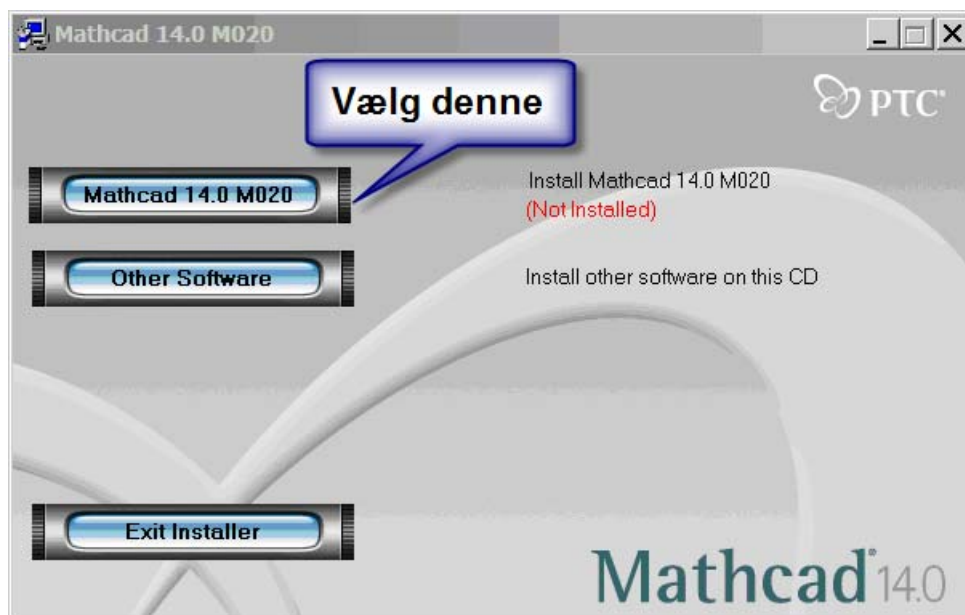 Mathcad 14.0 M020
Vælg denne
PTC®
Mathcad 14.0 M020
Install Mathcad 14.0 M020
(Not Installed)
Other Software
Install other software on this CD
Exit Installer
Mathcad® 14.0